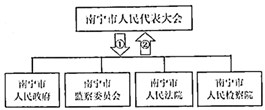 南宁市人民代表大会
① ②
南宁市 南宁市 南宁市 南宁市
人民政府 监察委员会 人民法院 人民检察院